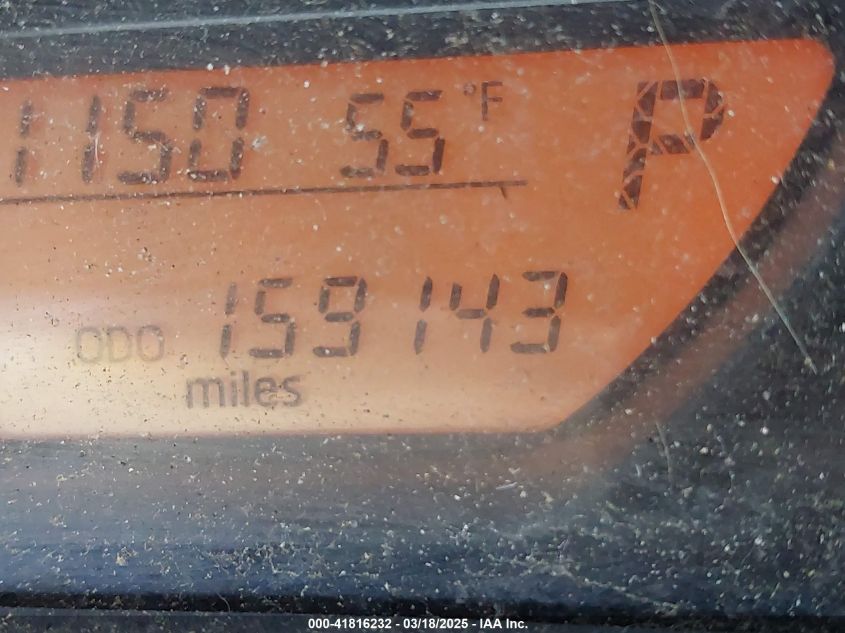 1150 55 °F P
ODO 159143
miles
000-41816232 - 03/18/2025 - IAA Inc.